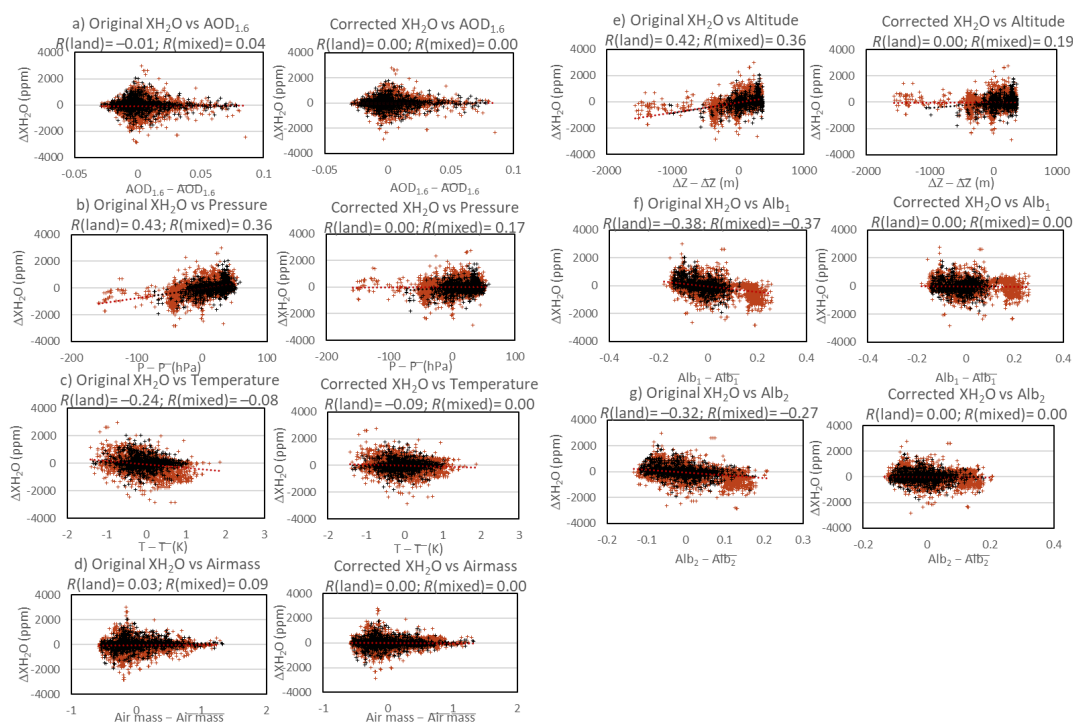 a) Original XH₂O vs AOD₁.₆
R(land)= −0.01; R(mixed)= 0.04
4000
2000
0
-2000
-4000
ΔXH₂O (ppm)
-0.05
0
0.05
0.1
AOD₁.₆ − A̅O̅D̅₁.₆
Corrected XH₂O vs AOD₁.₆
R(land)= 0.00; R(mixed)= 0.00
4000
2000
0
-2000
-4000
ΔXH₂O (ppm)
-0.05
0
0.05
0.1
AOD₁.₆ − A̅O̅D̅₁.₆
b) Original XH₂O vs Pressure
R(land)= 0.43; R(mixed)= 0.36
4000
2000
0
-2000
-4000
ΔXH₂O (ppm)
-200
-100
0
100
P − P̅ (hPa)
Corrected XH₂O vs Pressure
R(land)= 0.00; R(mixed)= 0.17
4000
2000
0
-2000
-4000
ΔXH₂O (ppm)
-200
-100
0
100
P − P̅ (hPa)
c) Original XH₂O vs Temperature
R(land)= −0.24; R(mixed)= −0.08
4000
2000
0
-2000
-4000
ΔXH₂O (ppm)
-2
-1
0
1
2
3
T − T̅ (K)
Corrected XH₂O vs Temperature
R(land)= −0.09; R(mixed)= 0.00
4000
2000
0
-2000
-4000
ΔXH₂O (ppm)
-2
-1
0
1
2
3
T − T̅ (K)
d) Original XH₂O vs Airmass
R(land)= 0.03; R(mixed)= 0.09
4000
2000
0
-2000
-4000
ΔXH₂O (ppm)
-1
0
1
2
Air mass − A̅i̅r̅ ̅m̅a̅s̅s̅
Corrected XH₂O vs Airmass
R(land)= 0.00; R(mixed)= 0.00
4000
2000
0
-2000
-4000
ΔXH₂O (ppm)
-1
0
1
2
Air mass − A̅i̅r̅ ̅m̅a̅s̅s̅
e) Original XH₂O vs Altitude
R(land)= 0.42; R(mixed)= 0.36
4000
2000
0
-2000
-4000
ΔXH₂O (ppm)
-2000
-1000
0
1000
ΔZ − Δ̅Z̅ (m)
Corrected XH₂O vs Altitude
R(land)= 0.00; R(mixed)= 0.19
4000
2000
0
-2000
-4000
ΔXH₂O (ppm)
-2000
-1000
0
1000
ΔZ − Δ̅Z̅ (m)
f) Original XH₂O vs Alb₁
R(land)= −0.38; R(mixed)= −0.37
4000
2000
0
-2000
-4000
ΔXH₂O (ppm)
-0.4
-0.2
0
0.2
0.4
Alb₁ − A̅l̅b̅₁
Corrected XH₂O vs Alb₁
R(land)= 0.00; R(mixed)= 0.00
4000
2000
0
-2000
-4000
ΔXH₂O (ppm)
-0.4
-0.2
0
0.2
0.4
Alb₁ − A̅l̅b̅₁
g) Original XH₂O vs Alb₂
R(land)= −0.32; R(mixed)= −0.27
4000
2000
0
-2000
-4000
ΔXH₂O (ppm)
-0.2
-0.1
0
0.1
0.2
0.3
Alb₂ − A̅l̅b̅₂
Corrected XH₂O vs Alb₂
R(land)= 0.00; R(mixed)= 0.00
4000
2000
0
-2000
-4000
ΔXH₂O (ppm)
-0.2
0
0.2
0.4
Alb₂ − A̅l̅b̅₂